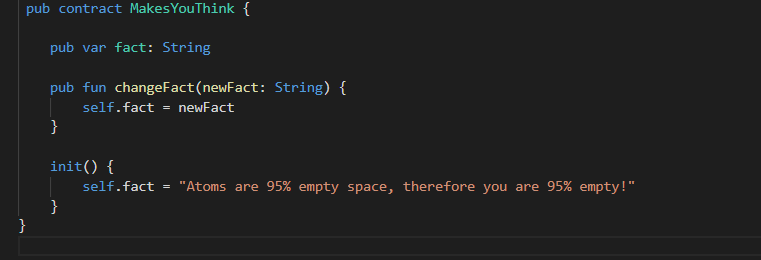 pub contract MakesYouThink {
pub var fact: String
pub fun changeFact(newFact: String) {
self.fact = newFact
}
init() {
self.fact = "Atoms are 95% empty space, therefore you are 95% empty!"
}
}